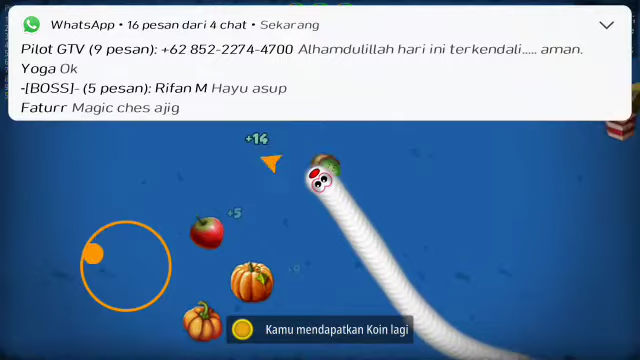 WhatsApp • 16 pesan dari 4 chat • Sekarang
Pilot GTV (9 pesan): +62 852-2274-4700 Alhamdulillah hari ini terkendali..... aman.
Yoga Ok
-[BOSS]- (5 pesan): Rifan M Hayu asup
Faturr Magic ches ajig
+14
+5
+9
Kamu mendapatkan Koin lagi